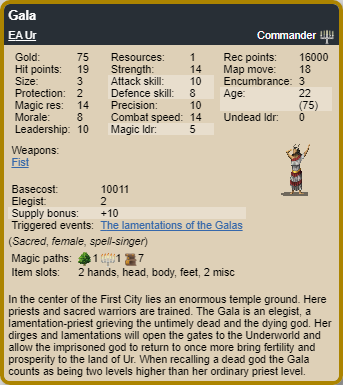 Gala
EA Ur Commander
Gold: 75 Resources: 1 Rec points: 16000
Hit points: 19 Strength: 14 Map move: 18
Size: 3 Attack skill: 10 Encumbrance: 3
Protection: 2 Defence skill: 8 Age: 22
Magic res: 14 Precision: 10 (75)
Morale: 8 Combat speed: 14 Undead ldr: 0
Leadership: 10 Magic ldr: 5
Weapons:
Fist
Basecost: 10011
Elegist: 2
Supply bonus: +10
Triggered events: The lamentations of the Galas
(Sacred, female, spell-singer)
Magic paths: 1 1 7
Item slots: 2 hands, head, body, feet, 2 misc
In the center of the First City lies an enormous temple ground. Here
priests and sacred warriors are trained. The Gala is an elegist, a
lamentation-priest grieving the untimely dead and the dying god. Her
dirges and lamentations will open the gates to the Underworld and
allow the imprisoned god to return to once more bring fertility and
prosperity to the land of Ur. When recalling a dead god the Gala
counts as being two levels higher than her ordinary priest level.